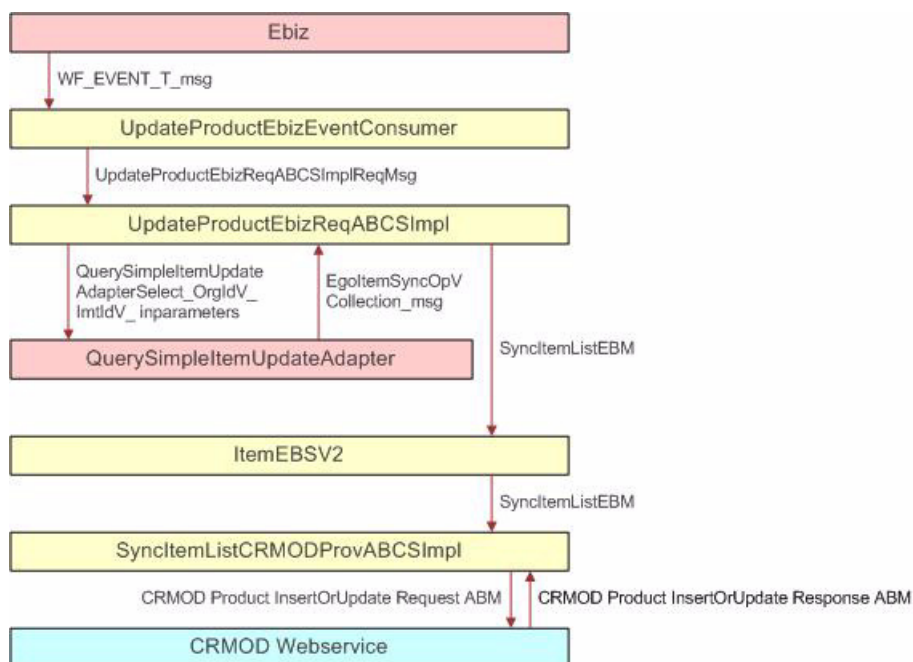 Ebiz
WF_EVENT_T_msg
UpdateProductEbizEventConsumer
UpdateProductEbizReqABCSImplReqMsg
UpdateProductEbizReqABCSImpl
QuerySimpleItemUpdate
AdapterSelect_OrgIdV_
ImtIdV_ inparameters
EgoItemSyncOpV
Collection_msg
SyncItemListEBM
QuerySimpleItemUpdateAdapter
ItemEBSV2
SyncItemListEBM
SyncItemListCRMODProvABCSImpl
CRMOD Product InsertOrUpdate Request ABM
CRMOD Product InsertOrUpdate Response ABM
CRMOD Webservice